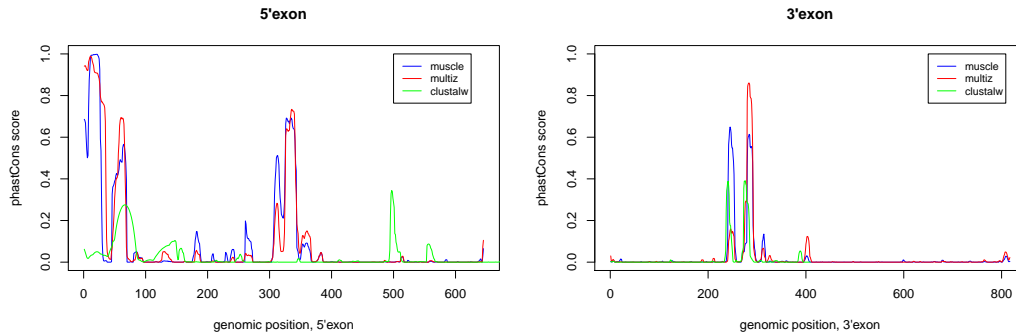 5'exon
phastCons score
1.0
0.8
0.6
0.4
0.2
0.0
muscle
multiz
clustalw
0 100 200 300 400 500 600
genomic position, 5'exon
3'exon
phastCons score
1.0
0.8
0.6
0.4
0.2
0.0
muscle
multiz
clustalw
0 200 400 600 800
genomic position, 3'exon